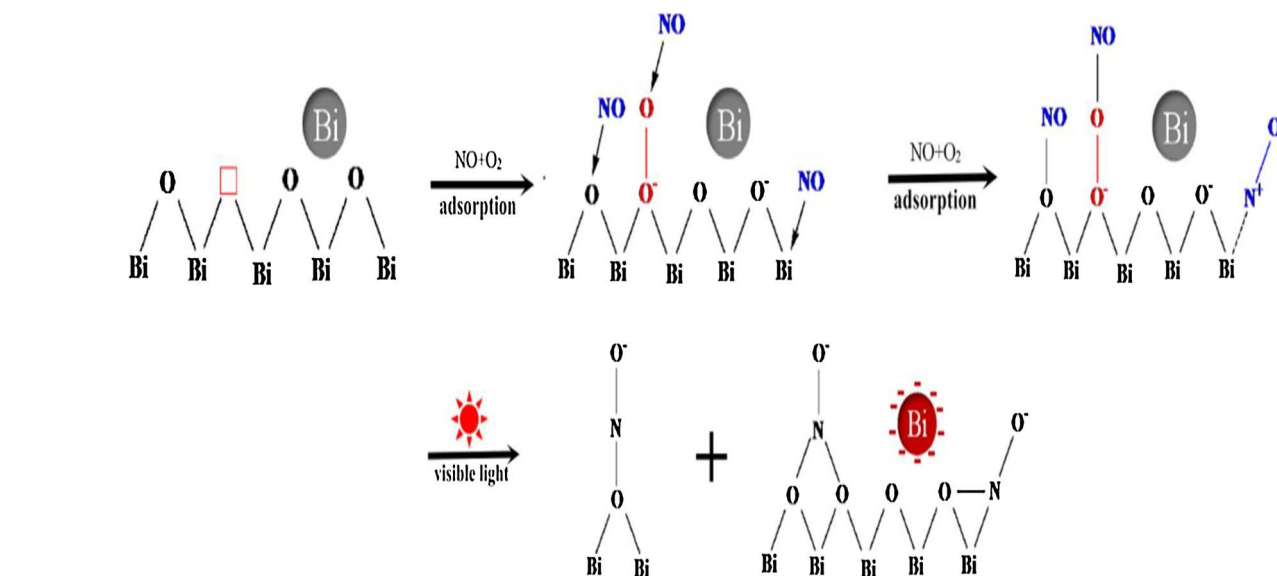 NO
NO
NO O
Bi
Bi
Bi
NO
O
NO+O₂
NO+O₂
O O O
NO
adsorption
adsorption
O O⁻ O O⁻
O O⁻ O O⁻ N⁺
O
Bi Bi Bi Bi Bi
Bi Bi Bi Bi Bi
Bi Bi Bi Bi Bi
O⁻
O⁻
N
N
Bi
O⁻
+
visible light
O
O O O O — N
Bi Bi
Bi Bi Bi Bi Bi